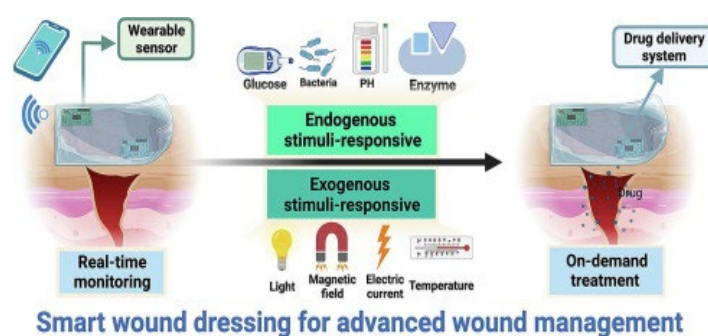 Wearable
sensor
Glucose
Bacteria
PH
Enzyme
Drug delivery
system
Endogenous
stimuli-responsive
Exogenous
stimuli-responsive
Drug
Real-time
monitoring
Light
Magnetic
field
Electric
current
Temperature
On-demand
treatment
Smart wound dressing for advanced wound management